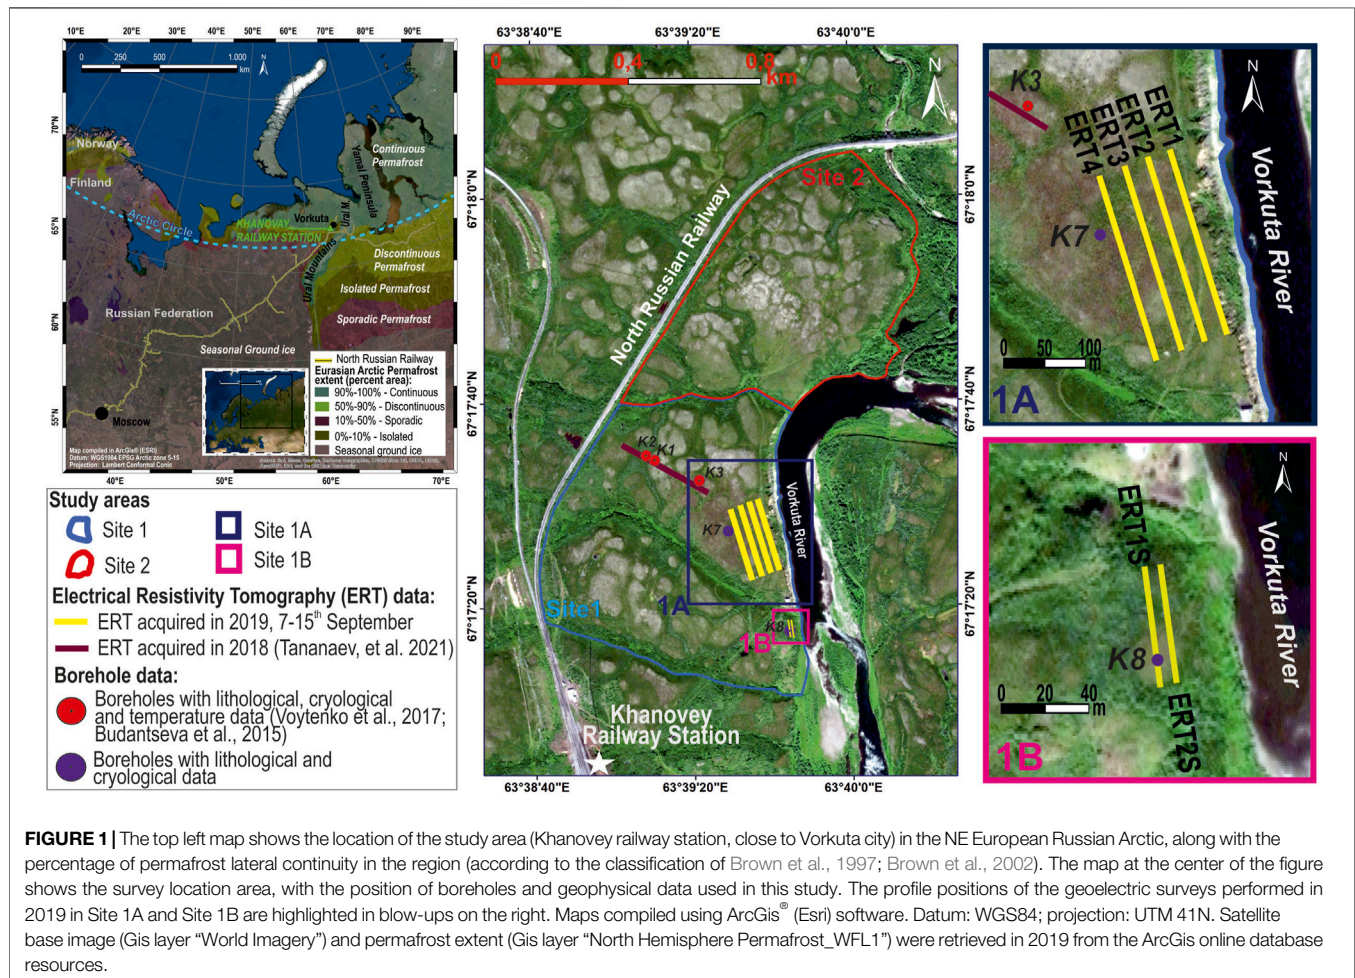 10°E 20°E 30°E 40°E 50°E 60°E 70°E 80°E 90°E
0 250 500 1.000
km
N
70°N
65°N
60°N
55°N
Norway
Finland
Arctic Circle
Continuous
Permafrost
Yamal Peninsula
Ural M.
Vorkuta
KHANOVAY
RAILWAY STATION
Ural Mountains
Discontinuous
Permafrost
Isolated Permafrost
Sporadic Permafrost
Russian Federation
Seasonal Ground ice
Moscow
North Russian Railway
Eurasian Arctic Permafrost
extent (percent area):
90%-100% - Continuous
50%-90% - Discontinuous
10%-50% - Sporadic
0%-10% - Isolated
Seasonal ground ice
Map compiled in ArcGis® (ESRI)
Datum: WGS1984 EPSG Arctic zone 5-15
Projection: Lambert Conformal Conic
40°E 50°E 60°E 70°E
Study areas
Site 1
Site 1A
Site 2
Site 1B
Electrical Resistivity Tomography (ERT) data:
ERT acquired in 2019, 7-15th September
ERT acquired in 2018 (Tananaev, et al. 2021)
Borehole data:
Boreholes with lithological, cryological
and temperature data (Voytenko et al., 2017;
Budantseva et al., 2015)
Boreholes with lithological and
cryological data
63°38'40"E 63°39'20"E 63°40'0"E
0 0,4 0.8
km
N
67°18'0"N
67°17'40"N
67°17'20"N
Site 2
North Russian Railway
K2
K1
K3
K7
Vorkuta River
Site1
1A
K8
1B
Khanovey
Railway Station
67°18'0"N
67°17'40"N
67°17'20"N
63°38'40"E 63°39'20"E 63°40'0"E
K3
ERT4
ERT3
ERT2
ERT1
N
K7
Vorkuta River
0 50 100
m
1A
ERT1S
N
Vorkuta River
K8
0 20 40
m
ERT2S
1B
FIGURE 1 | The top left map shows the location of the study area (Khanovey railway station, close to Vorkuta city) in the NE European Russian Arctic, along with the
percentage of permafrost lateral continuity in the region (according to the classification of Brown et al., 1997; Brown et al., 2002). The map at the center of the figure
shows the survey location area, with the position of boreholes and geophysical data used in this study. The profile positions of the geoelectric surveys performed in
2019 in Site 1A and Site 1B are highlighted in blow-ups on the right. Maps compiled using ArcGis® (Esri) software. Datum: WGS84; projection: UTM 41N. Satellite
base image (Gis layer “World Imagery”) and permafrost extent (Gis layer “North Hemisphere Permafrost_WFL1”) were retrieved in 2019 from the ArcGis online database
resources.